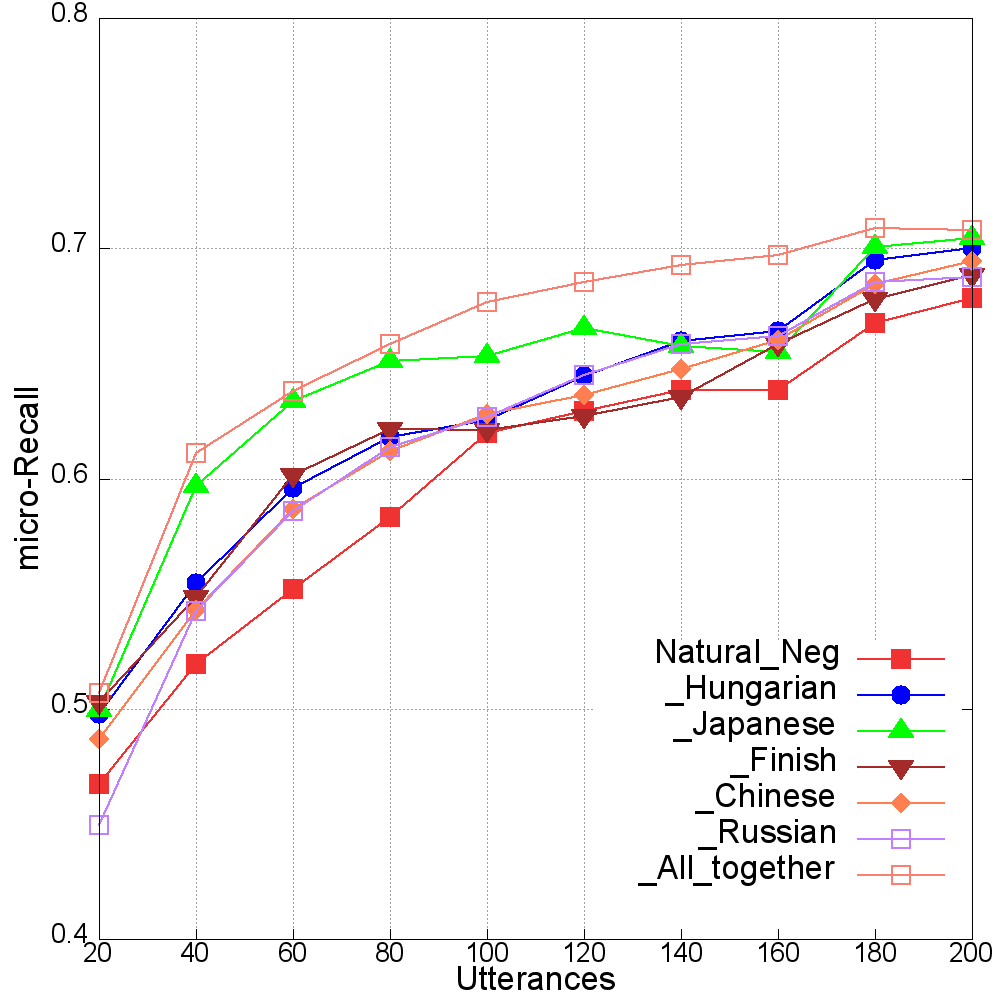 0.8
0.7
0.6
0.5
0.4
micro-Recall
Natural_Neg
_Hungarian
_Japanese
_Finish
_Chinese
_Russian
_All_together
20 40 60 80 100 120 140 160 180 200
Utterances